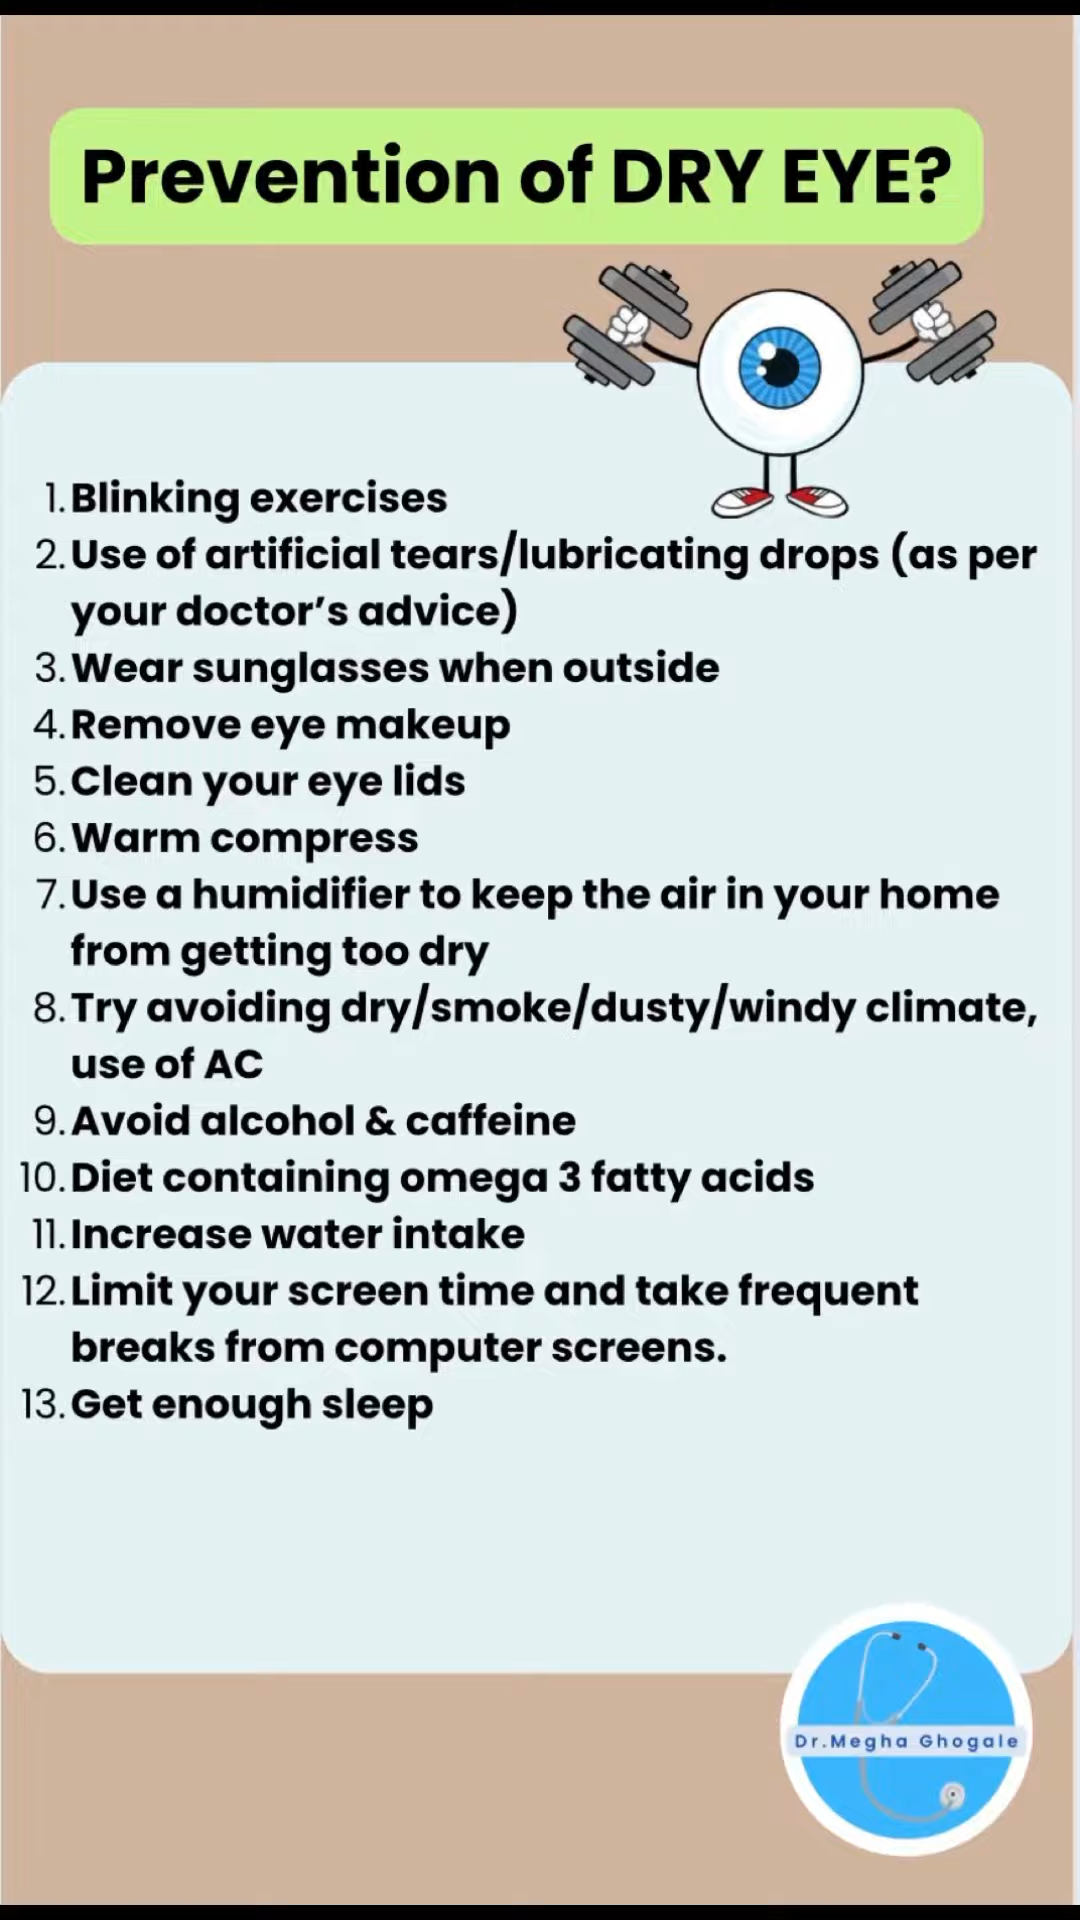 Prevention of DRY EYE?
1. Blinking exercises
2. Use of artificial tears/lubricating drops (as per
your doctor’s advice)
3. Wear sunglasses when outside
4. Remove eye makeup
5. Clean your eye lids
6. Warm compress
7. Use a humidifier to keep the air in your home
from getting too dry
8. Try avoiding dry/smoke/dusty/windy climate,
use of AC
9. Avoid alcohol & caffeine
10. Diet containing omega 3 fatty acids
11. Increase water intake
12. Limit your screen time and take frequent
breaks from computer screens.
13. Get enough sleep
Dr.Megha Ghogale